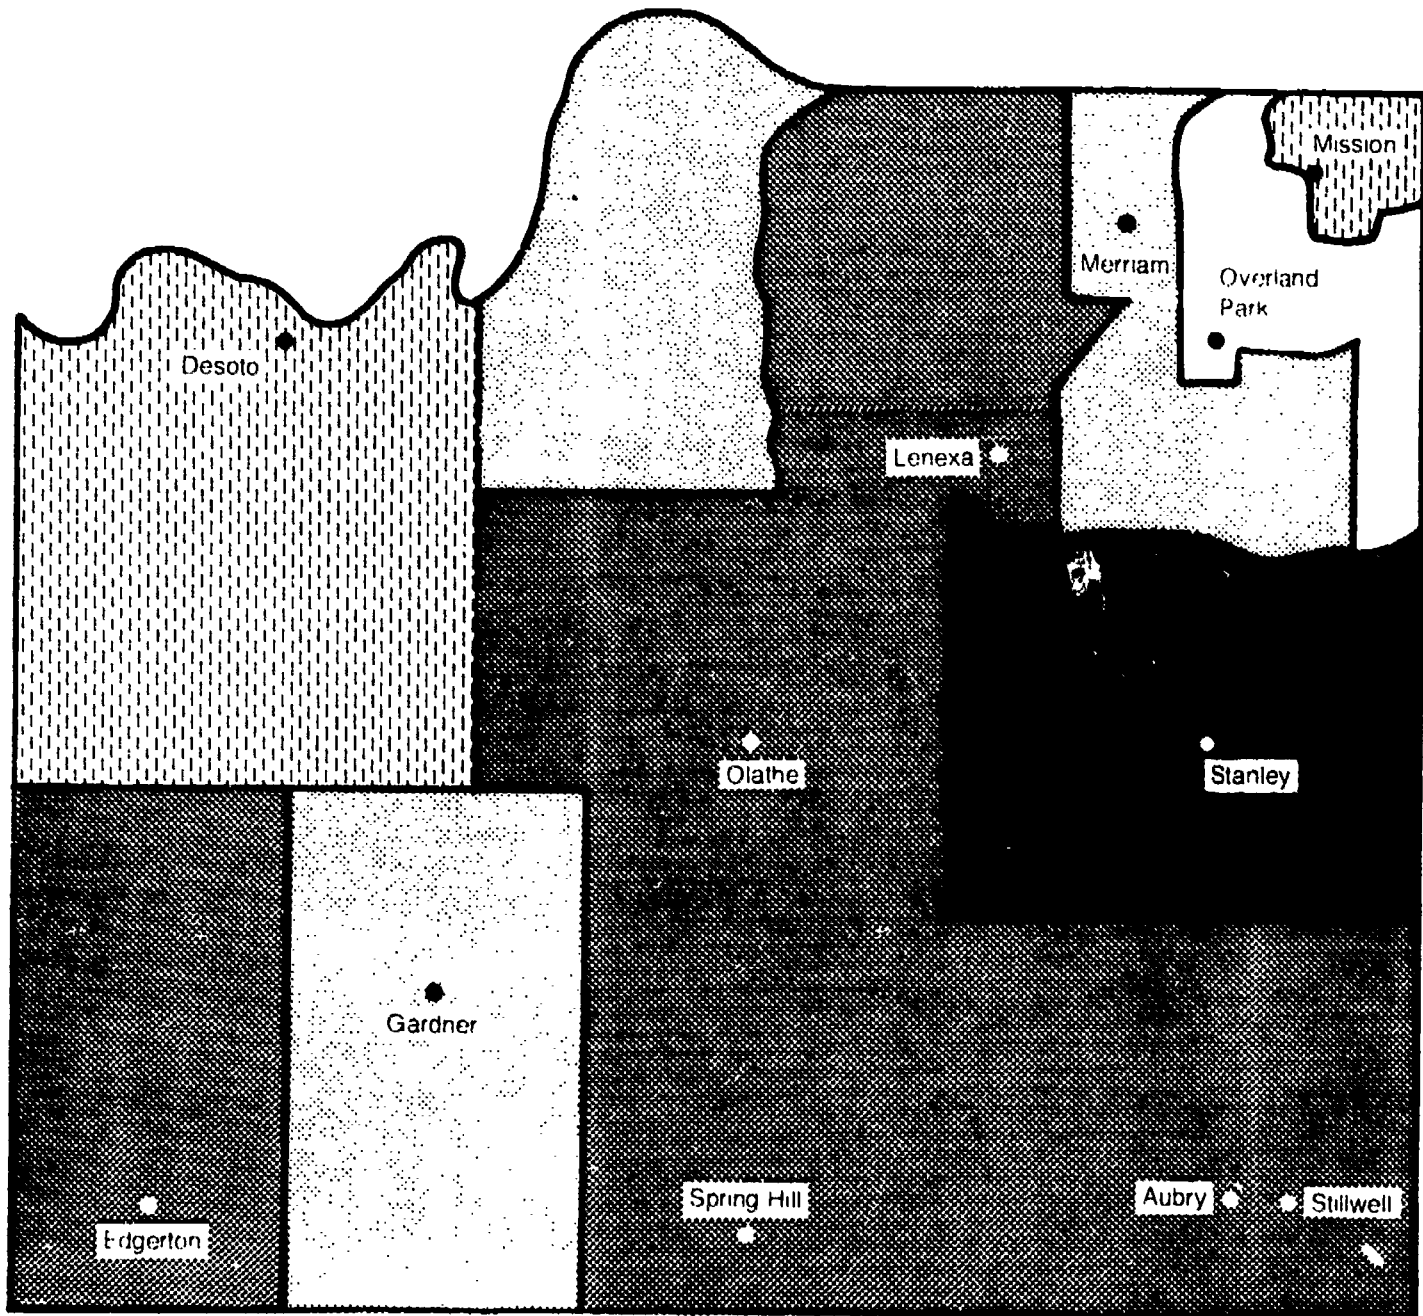 Mission
Merriam
Overland
Park
Desoto
Lenexa
Olathe
Stanley
Gardner
Spring Hill
Aubry
Stillwell
Edgerton